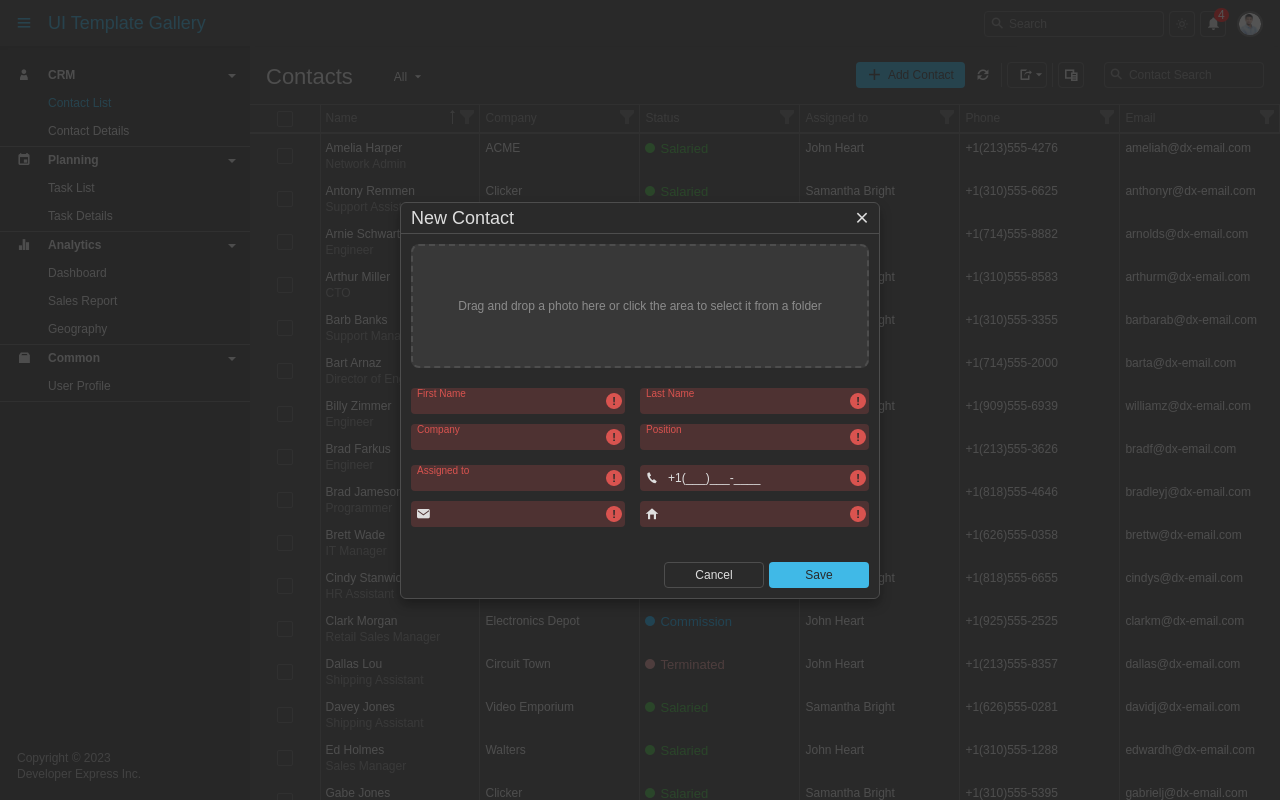 UI Template Gallery
Search
4
CRM
Contact List
Contact Details
Planning
Task List
Task Details
Analytics
Dashboard
Sales Report
Geography
Common
User Profile
Copyright © 2023
Developer Express Inc.
Contacts
All
Add Contact
Contact Search
Name Company Status Assigned to Phone Email
Amelia Harper ACME Salaried John Heart +1(213)555-4276 ameliah@dx-email.com
Network Admin
Antony Remmen Clicker Salaried Samantha Bright +1(310)555-6625 anthonyr@dx-email.com
Support Assis
Arnie Schwart +1(714)555-8882 arnolds@dx-email.com
Engineer
Arthur Miller ght +1(310)555-8583 arthurm@dx-email.com
CTO
Barb Banks ght +1(310)555-3355 barbarab@dx-email.com
Support Mana
Bart Arnaz +1(714)555-2000 barta@dx-email.com
Director of En
Billy Zimmer ght +1(909)555-6939 williamz@dx-email.com
Engineer
Brad Farkus +1(213)555-3626 bradf@dx-email.com
Engineer
Brad Jameson +1(818)555-4646 bradleyj@dx-email.com
Programmer
Brett Wade +1(626)555-0358 brettw@dx-email.com
IT Manager
Cindy Stanwic ght +1(818)555-6655 cindys@dx-email.com
HR Assistant
Clark Morgan Electronics Depot Commission John Heart +1(925)555-2525 clarkm@dx-email.com
Retail Sales Manager
Dallas Lou Circuit Town Terminated John Heart +1(213)555-8357 dallas@dx-email.com
Shipping Assistant
Davey Jones Video Emporium Salaried Samantha Bright +1(626)555-0281 davidj@dx-email.com
Shipping Assistant
Ed Holmes Walters Salaried John Heart +1(310)555-1288 edwardh@dx-email.com
Sales Manager
Gabe Jones Clicker Salaried Samantha Bright +1(310)555-5395 gabrielj@dx-email.com
New Contact
Drag and drop a photo here or click the area to select it from a folder
First Name
Last Name
Company
Position
Assigned to
+1(___)___-____
Cancel
Save